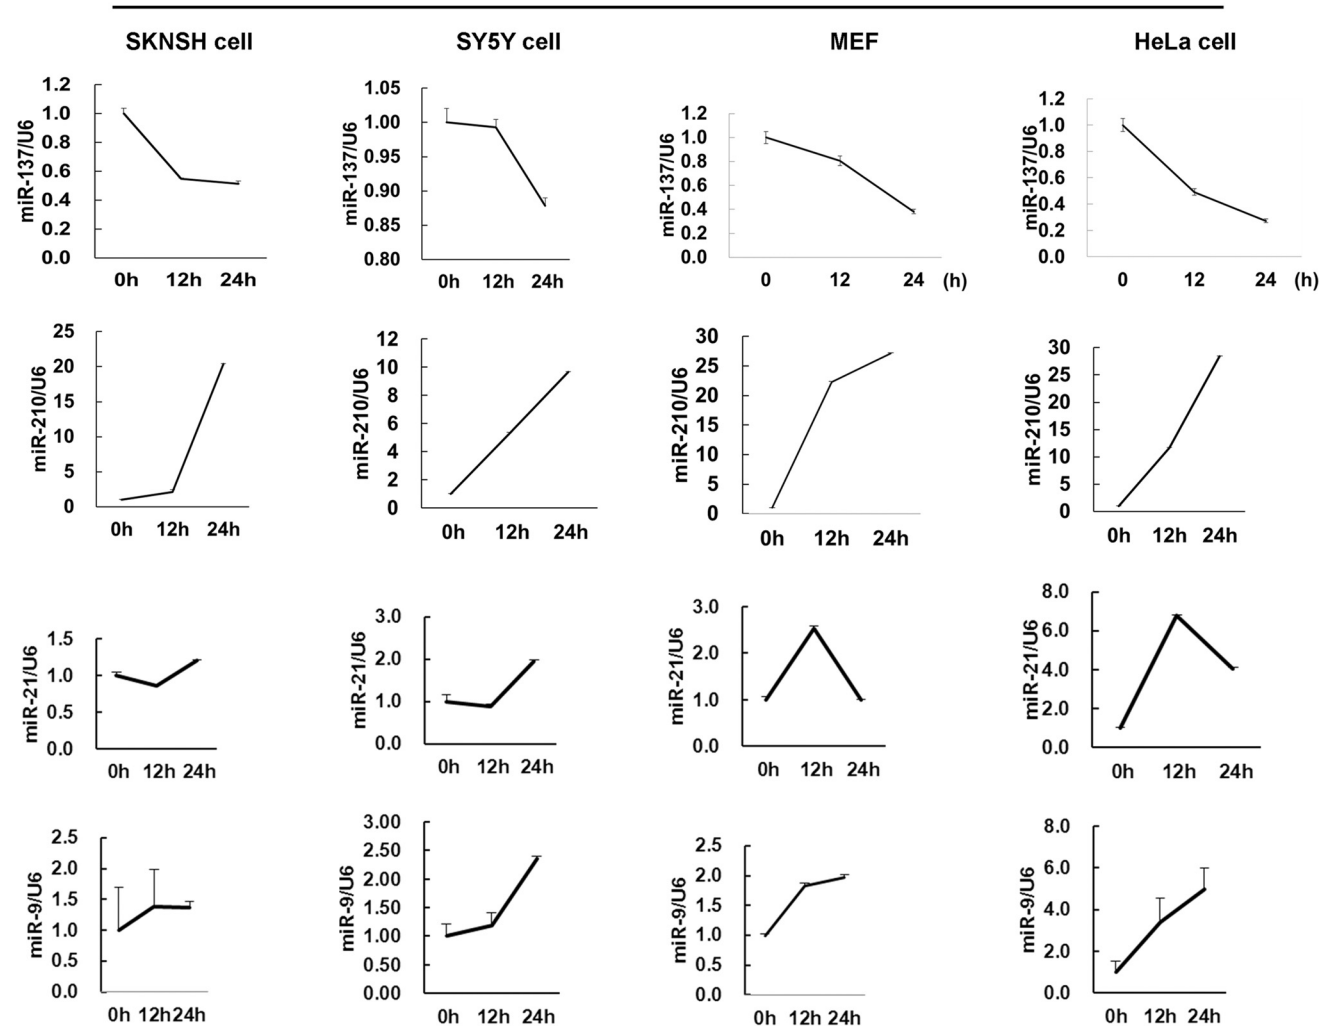 SKNSH cell SY5Y cell MEF HeLa cell
miR-137/U6
1.2
1.0
0.8
0.6
0.4
0.2
0.0
0h 12h 24h
miR-137/U6
1.05
1.00
0.95
0.90
0.85
0.80
0h 12h 24h
miR-137/U6
1.2
1.0
0.8
0.6
0.4
0.2
0.0
0 12 24 (h)
miR-137/U6
1.2
1.0
0.8
0.6
0.4
0.2
0.0
0 12 24 (h)
miR-210/U6
25
20
15
10
5
0
0h 12h 24h
miR-210/U6
12
10
8
6
4
2
0
0h 12h 24h
miR-210/U6
30
25
20
15
10
5
0
0h 12h 24h
miR-210/U6
30
25
20
15
10
5
0
0h 12h 24h
miR-21/U6
1.5
1.0
0.5
0.0
0h 12h 24h
miR-21/U6
3.0
2.0
1.0
0.0
0h 12h 24h
miR-21/U6
3.0
2.0
1.0
0.0
0h 12h 24h
miR-21/U6
8.0
6.0
4.0
2.0
0.0
0h 12h 24h
miR-9/U6
2.5
2.0
1.5
1.0
0.5
0.0
0h 12h 24h
miR-9/U6
3.00
2.50
2.00
1.50
1.00
0.50
0.00
0h 12h 24h
miR-9/U6
2.5
2.0
1.5
1.0
0.5
0.0
0h 12h 24h
miR-9/U6
8.0
6.0
4.0
2.0
0.0
0h 12h 24h